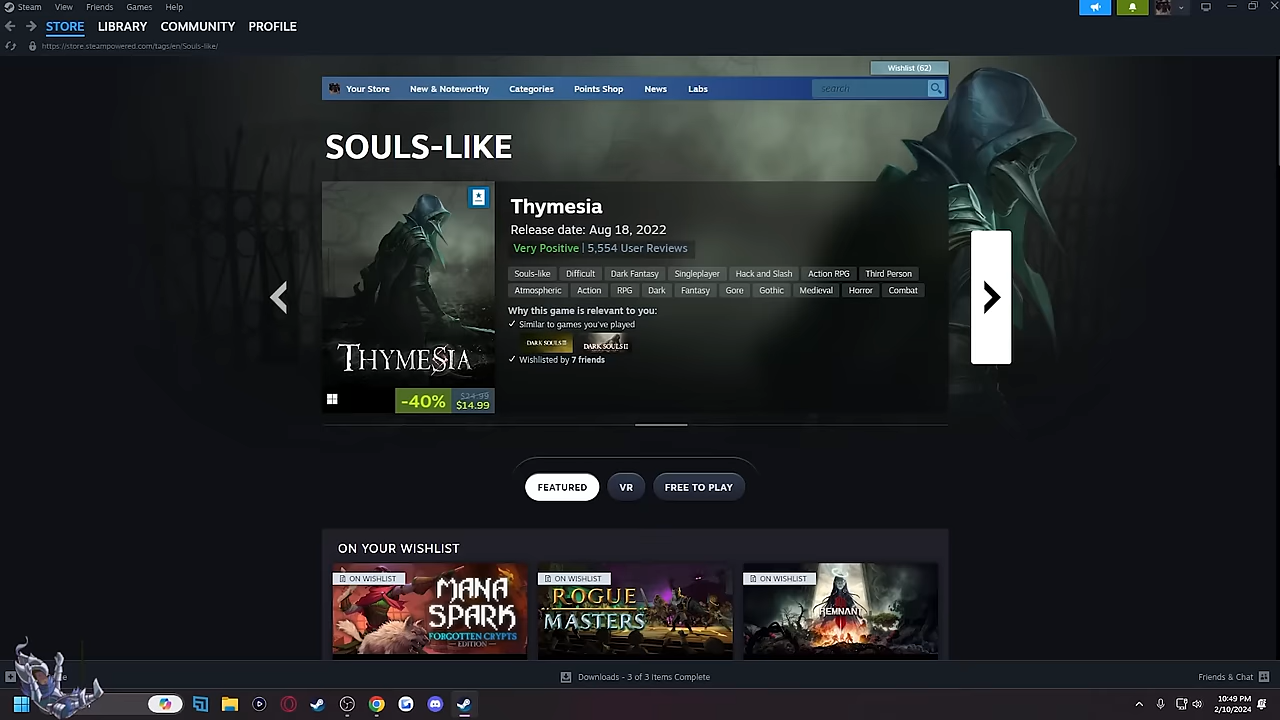 Steam View Friends Games Help
STORE LIBRARY COMMUNITY PROFILE
https://store.steampowered.com/tags/en/Souls-like/
Wishlist (62)
Your Store New & Noteworthy Categories Points Shop News Labs search
SOULS-LIKE
Thymesia
Release date: Aug 18, 2022
Very Positive | 5,554 User Reviews
Souls-like Difficult Dark Fantasy Singleplayer Hack and Slash Action RPG Third Person
Atmospheric Action RPG Dark Fantasy Gore Gothic Medieval Horror Combat
Why this game is relevant to you:
Similar to games you've played
DARK SOULS III DARK SOULS II
Wishlisted by 7 friends
THYMESIA
-40% $24.99
$14.99
FEATURED VR FREE TO PLAY
ON YOUR WISHLIST
ON WISHLIST ON WISHLIST ON WISHLIST
MANA SPARK
FORGOTTEN CRYPTS
EDITION
ROGUE MASTERS
REMNANT
Downloads - 3 of 3 Items Complete
Friends & Chat
10:49 PM
2/10/2024